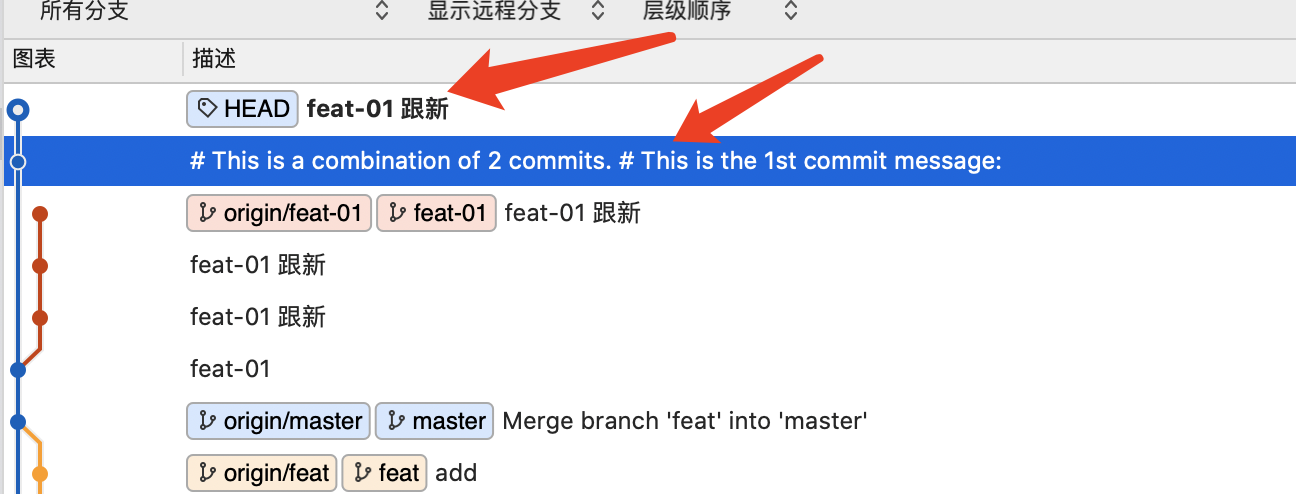 所有分支 显示远程分支 层级顺序
图表 描述
HEAD feat-01 跟新
# This is a combination of 2 commits. # This is the 1st commit message:
origin/feat-01 feat-01 feat-01 跟新
feat-01 跟新
feat-01 跟新
feat-01
origin/master master Merge branch 'feat' into 'master'
origin/feat feat add